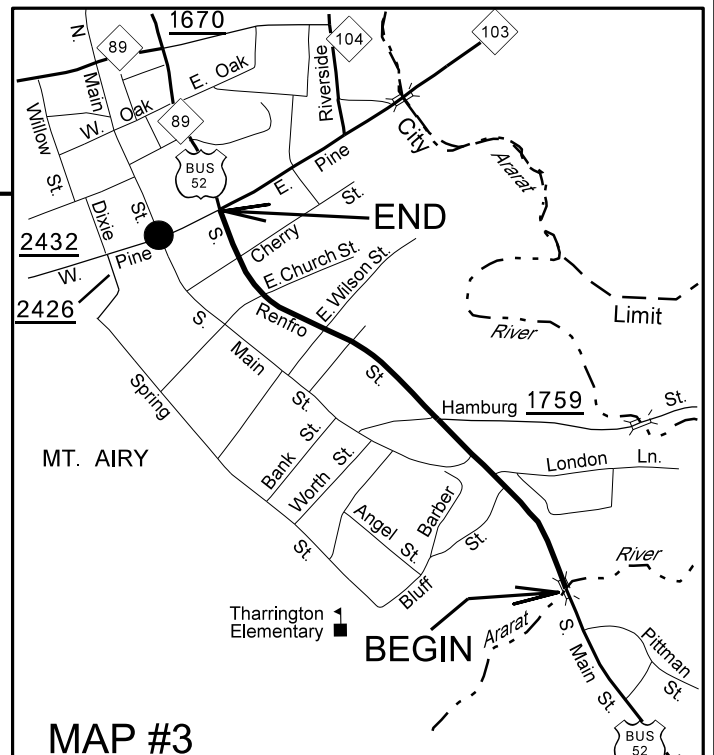 1670
N. Main St.
89
104
103
E. Oak
W. Oak
Riverside
Willow St.
89
BUS 52
E. Pine St.
City
Ararat
Dixie
END
2432
W. Pine
Cherry
S. Renfro St.
E. Church St.
E. Wilson St.
2426
River
Limit
S. Main St.
Spring St.
Hamburg St.
1759
MT. AIRY
Bank St.
Worth St.
London Ln.
Angel St.
Barber
Bluff St.
River
Tharrington
Elementary
BEGIN
Ararat
S. Main St.
Pittman St.
MAP #3
BUS 52